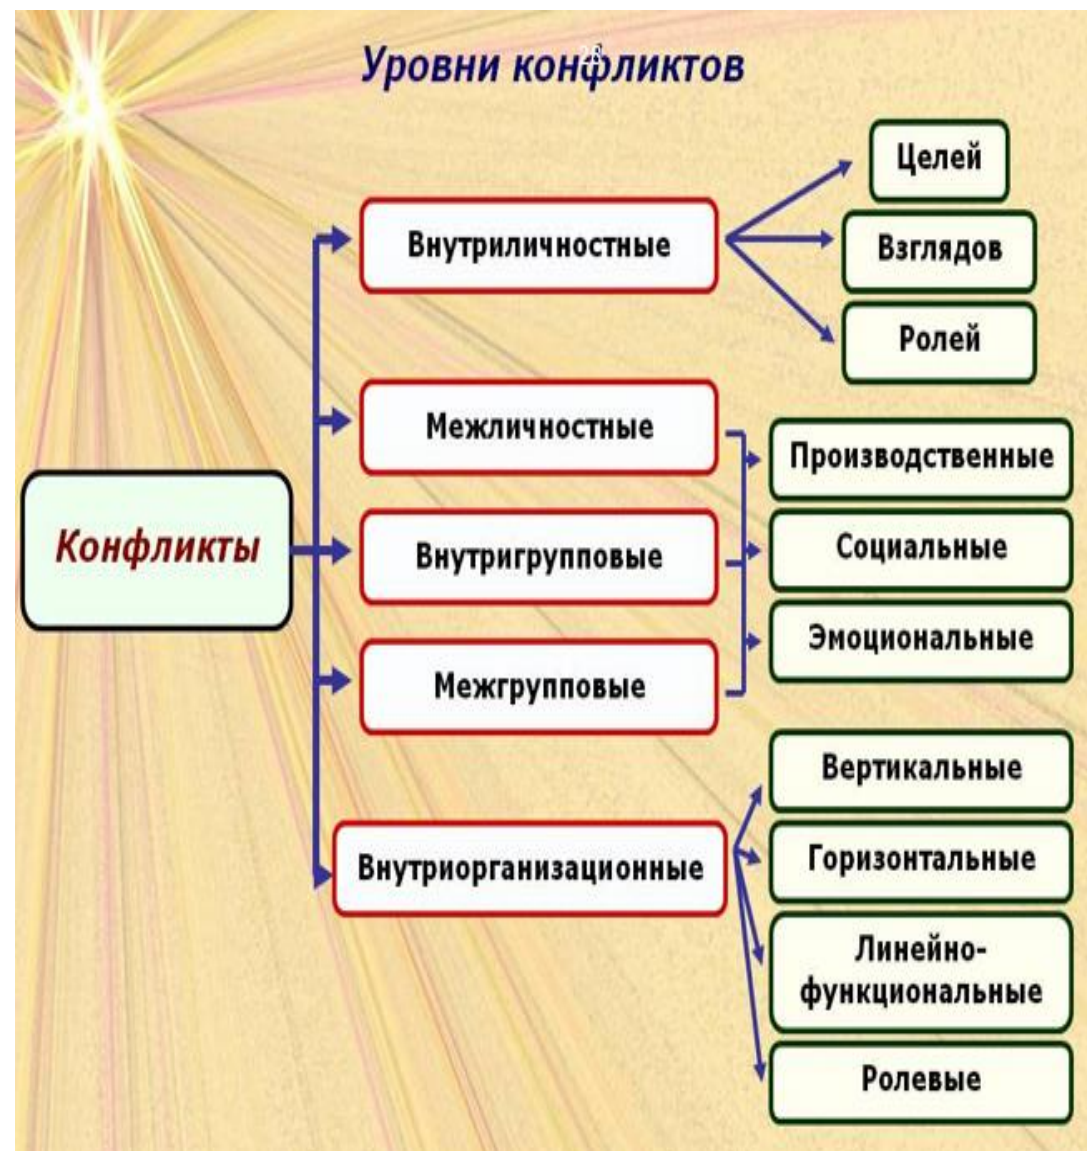 Уровни конфликтов
28
Целей
Внутриличностные
Взглядов
Ролей
Межличностные
Производственные
Конфликты
Внутригрупповые
Социальные
Эмоциональные
Межгрупповые
Вертикальные
Внутриорганизационные
Горизонтальные
Линейно-
функциональные
Ролевые